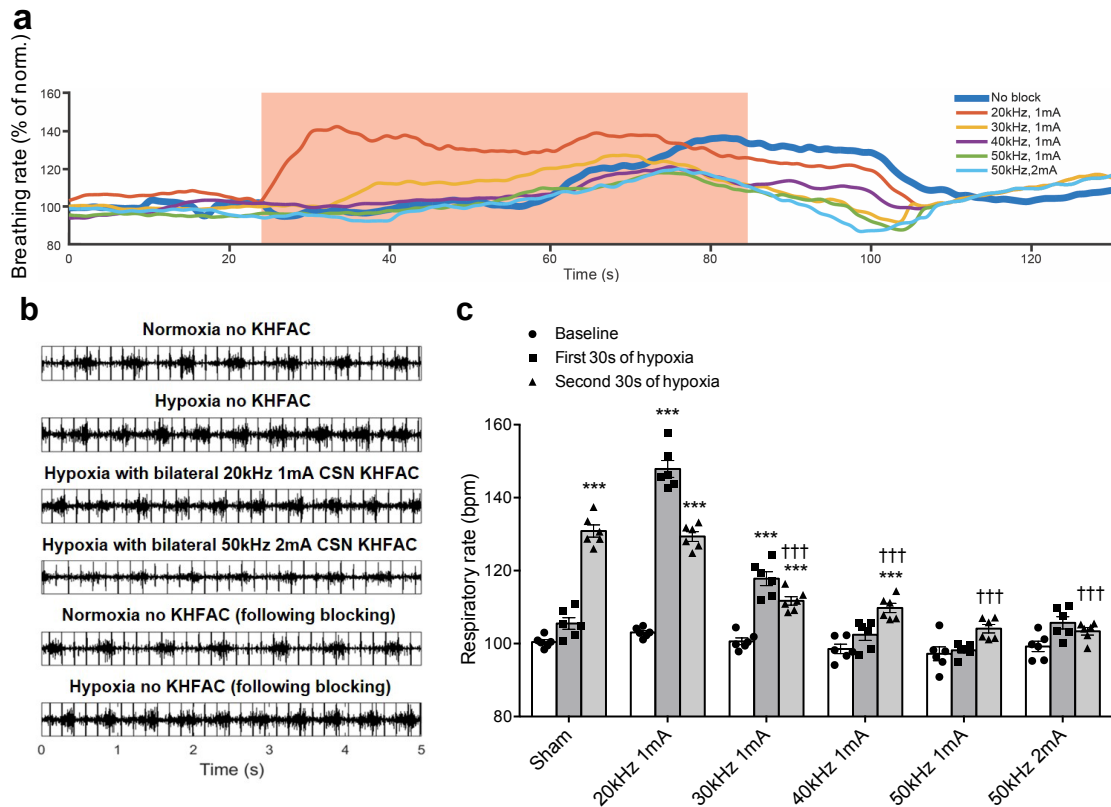 a
Breathing rate (% of norm.)
160
140
120
100
80
0
20
40
60
80
100
120
Time (s)
No block
20kHz, 1mA
30kHz, 1mA
40kHz, 1mA
50kHz, 1mA
50kHz,2mA
b
Normoxia no KHFAC
Hypoxia no KHFAC
Hypoxia with bilateral 20kHz 1mA CSN KHFAC
Hypoxia with bilateral 50kHz 2mA CSN KHFAC
Normoxia no KHFAC (following blocking)
Hypoxia no KHFAC (following blocking)
0 1 2 3 4 5
Time (s)
c
Baseline
First 30s of hypoxia
Second 30s of hypoxia
Respiratory rate (bpm)
160
140
120
100
80
***
***
***
***
†††
***
†††
***
†††
†††
Sham
20kHz 1mA
30kHz 1mA
40kHz 1mA
50kHz 1mA
50kHz 2mA